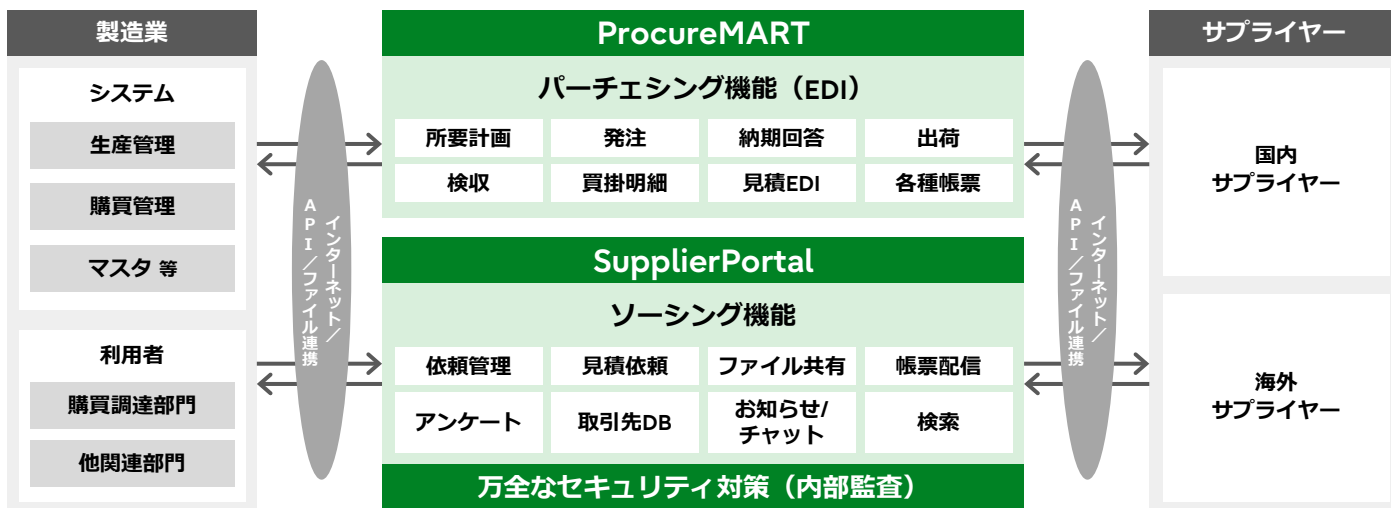 製造業
システム
生産管理
購買管理
マスタ 等
利用者
購買調達部門
他関連部門
インターネット／
API／ファイル連携
ProcureMART
パーチェシング機能（EDI）
所要計画
発注
納期回答
出荷
検収
買掛明細
見積EDI
各種帳票
SupplierPortal
ソーシング機能
依頼管理
見積依頼
ファイル共有
帳票配信
アンケート
取引先DB
お知らせ/
チャット
検索
万全なセキュリティ対策（内部監査）
インターネット／
API／ファイル連携
サプライヤー
国内
サプライヤー
海外
サプライヤー